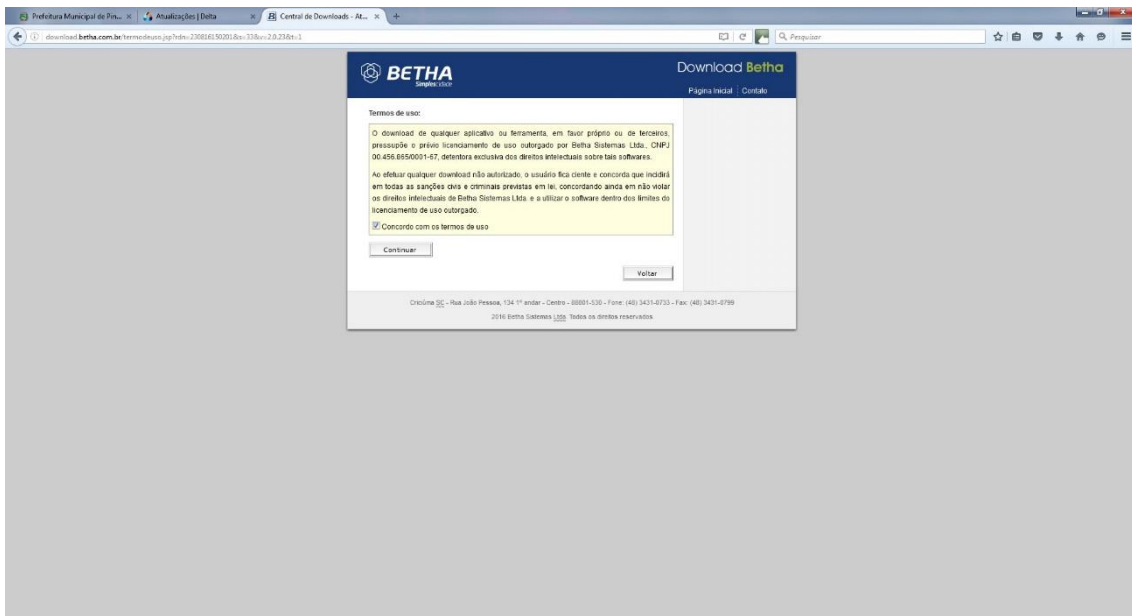 Prefeitura Municipal de Pin...
Atualizações | Delta
Central de Downloads - At...
download.betha.com.br/termodeuso.jsp?rdn=230816150201&s=33&v=2.0.23&t=1
Pesquisar
BETHA
Simplescidade
Download Betha
Página Inicial
Contato
Termos de uso:
O download de qualquer aplicativo ou ferramenta, em favor próprio ou de terceiros,
pressupõe o prévio licenciamento de uso outorgado por Betha Sistemas Ltda., CNPJ
00.456.865/0001-67, detentora exclusiva dos direitos intelectuais sobre tais softwares.
Ao efetuar qualquer download não autorizado, o usuário fica ciente e concorda que incidirá
em todas as sanções civis e criminais previstas em lei, concordando ainda em não violar
os direitos intelectuais de Betha Sistemas Ltda. e a utilizar o software dentro dos limites do
licenciamento de uso outorgado.
Concordo com os termos de uso
Continuar
Voltar
Criciúma SC - Rua João Pessoa, 134 1º andar - Centro - 88801-530 - Fone: (48) 3431-0733 - Fax: (48) 3431-0799
2016 Betha Sistemas Ltda. Todos os direitos reservados.